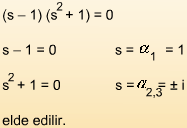 (s – 1) (s² + 1) = 0
s – 1 = 0 s = α₁ = 1
s² + 1 = 0 s = α₂,₃ = ± i
elde edilir.